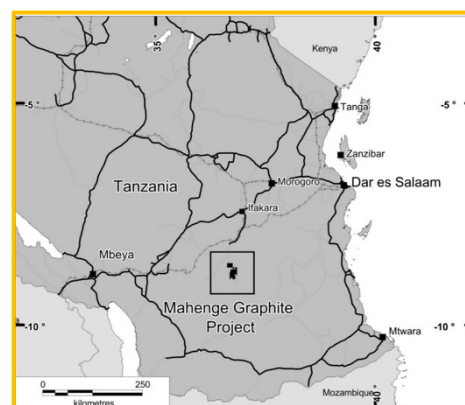 35
40
Kenya
-5°
-5°
Tanga
Zanzibar
Tanzania
Morogoro
Dar es Salaam
Ifakara
Mbeya
Mahenge Graphite
Project
-10°
-10°
Mtwara
0
250
kilometres
Mozambique
40°